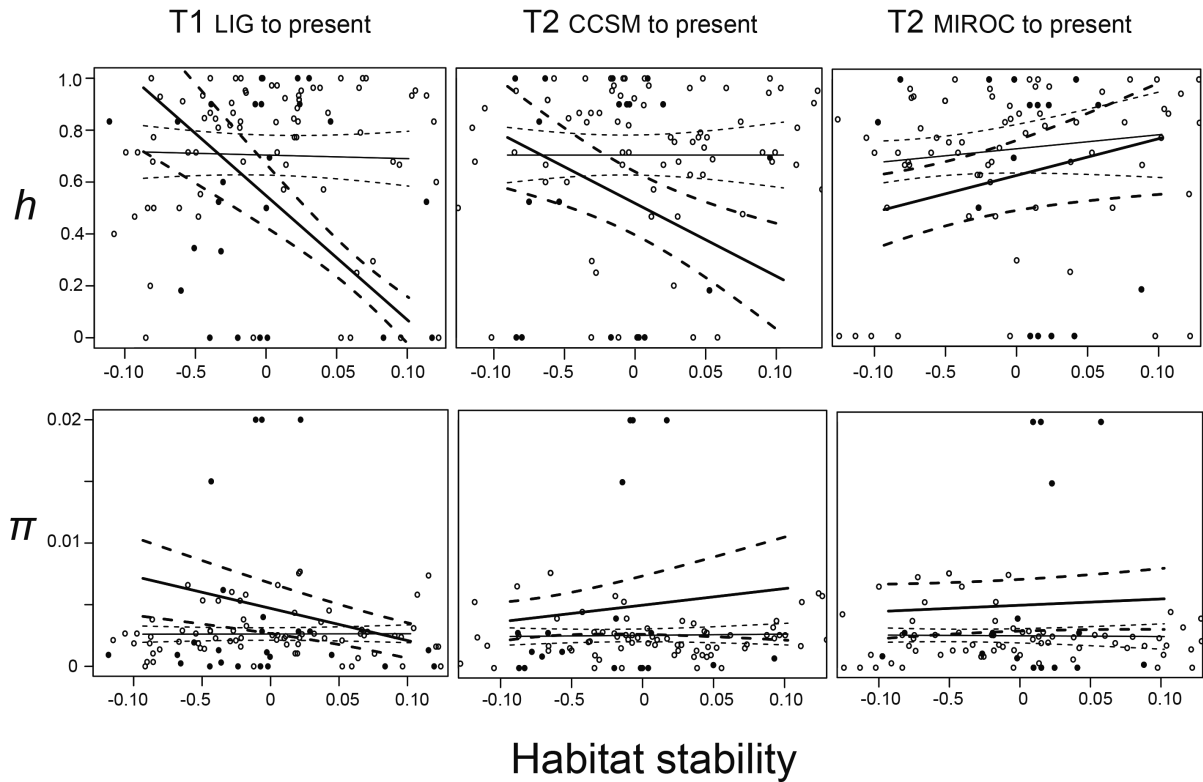 T1 LIG to present
T2 CCSM to present
T2 MIROC to present
h
1.0
0.8
0.6
0.4
0.2
0
-0.10 -0.5 0 0.05 0.10
-0.10 -0.5 0 0.05 0.10
-0.10 -0.5 0 0.05 0.10
π
0.02
0.01
0
-0.10 -0.5 0 0.05 0.10
-0.10 -0.5 0 0.05 0.10
-0.10 -0.5 0 0.05 0.10
Habitat stability